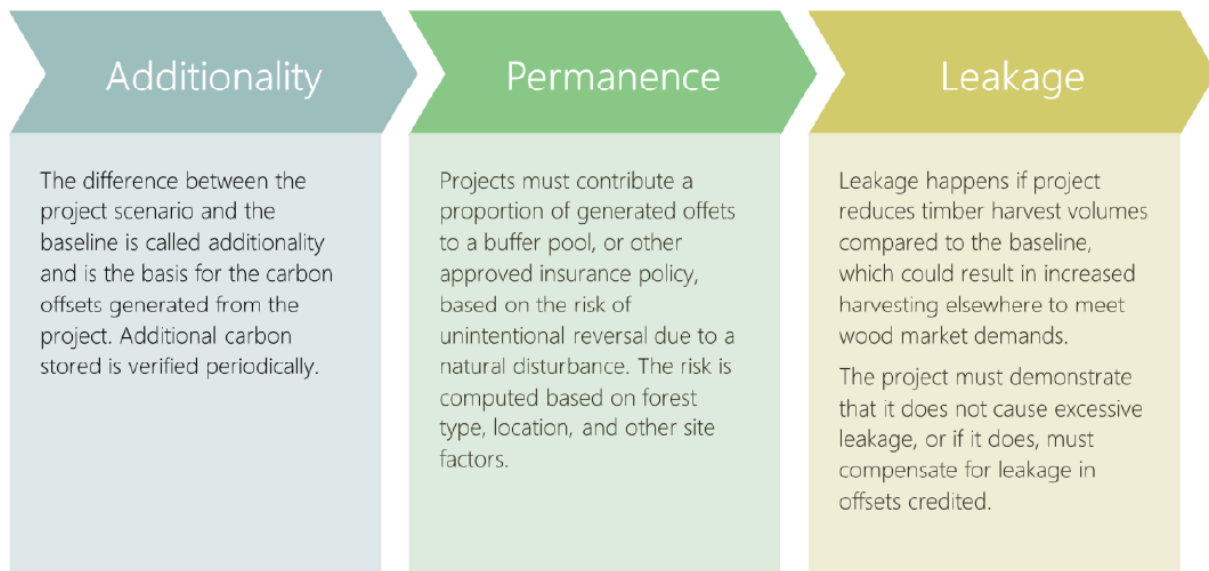 Additionality
The difference between the
project scenario and the
baseline is called additionality
and is the basis for the carbon
offsets generated from the
project. Additional carbon
stored is verified periodically.
Permanence
Projects must contribute a
proportion of generated offets
to a buffer pool, or other
approved insurance policy,
based on the risk of
unintentional reversal due to a
natural disturbance. The risk is
computed based on forest
type, location, and other site
factors.
Leakage
Leakage happens if project
reduces timber harvest volumes
compared to the baseline,
which could result in increased
harvesting elsewhere to meet
wood market demands.
The project must demonstrate
that it does not cause excessive
leakage, or if it does, must
compensate for leakage in
offsets credited.